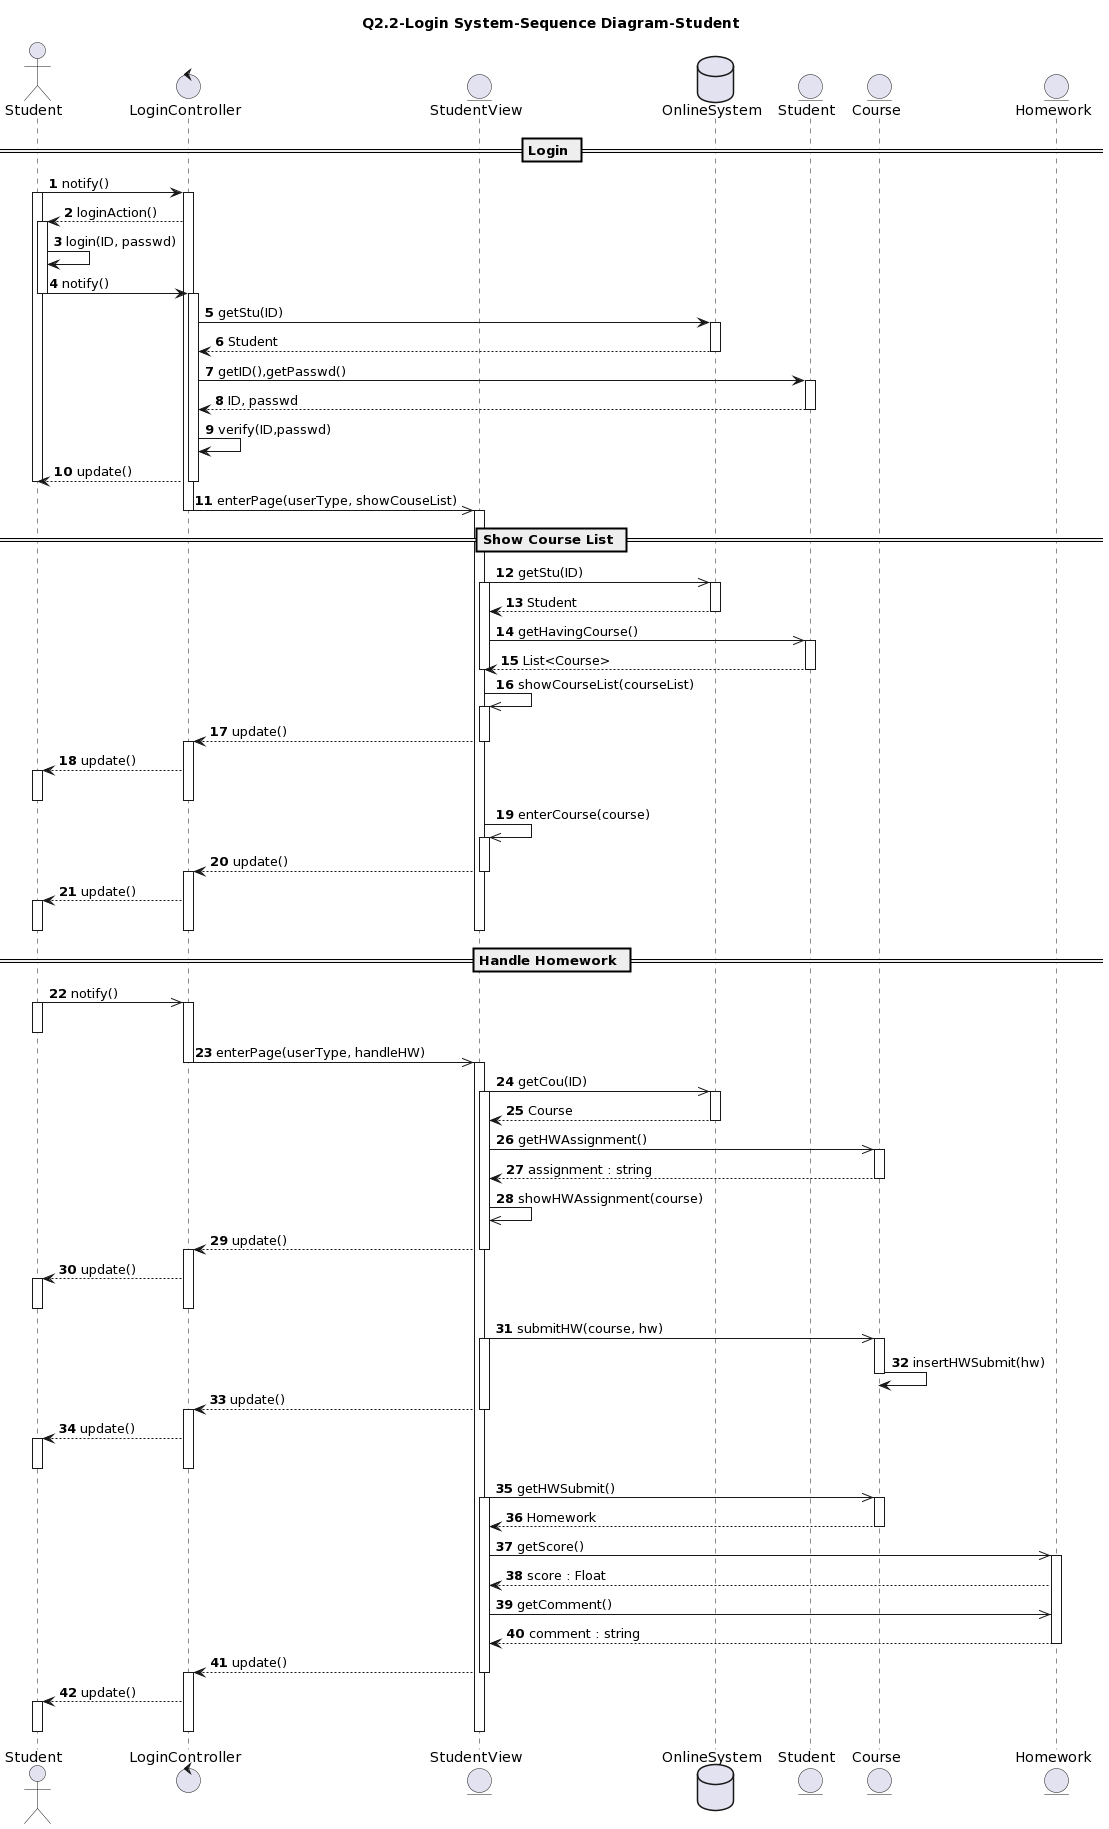 Q2.2-Login System-Sequence Diagram-Student
Student LoginController StudentView OnlineSystem Student Course Homework
Login
1 notify()
2 loginAction()
3 login(ID, passwd)
4 notify()
5 getStu(ID)
6 Student
7 getID(),getPasswd()
8 ID, passwd
9 verify(ID,passwd)
10 update()
11 enterPage(userType, showCouseList)
Show Course List
12 getStu(ID)
13 Student
14 getHavingCourse()
15 List<Course>
16 showCourseList(courseList)
17 update()
18 update()
19 enterCourse(course)
20 update()
21 update()
Handle Homework
22 notify()
23 enterPage(userType, handleHW)
24 getCou(ID)
25 Course
26 getHWAssignment()
27 assignment : string
28 showHWAssignment(course)
29 update()
30 update()
31 submitHW(course, hw)
32 insertHWSubmit(hw)
33 update()
34 update()
35 getHWSubmit()
36 Homework
37 getScore()
38 score : Float
39 getComment()
40 comment : string
41 update()
42 update()
Student LoginController StudentView OnlineSystem Student Course Homework